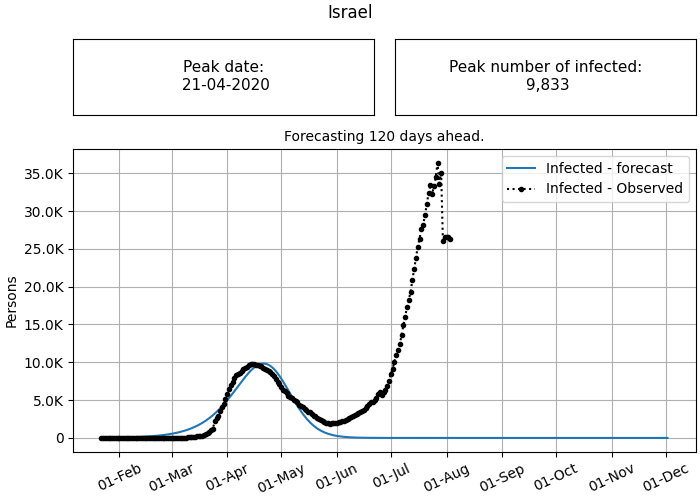 Israel
Peak date:
21-04-2020
Peak number of infected:
9,833
Forecasting 120 days ahead.
Infected - forecast
Infected - Observed
35.0K
30.0K
25.0K
20.0K
15.0K
10.0K
5.0K
0
Persons
01-Feb
01-Mar
01-Apr
01-May
01-Jun
01-Jul
01-Aug
01-Sep
01-Oct
01-Nov
01-Dec